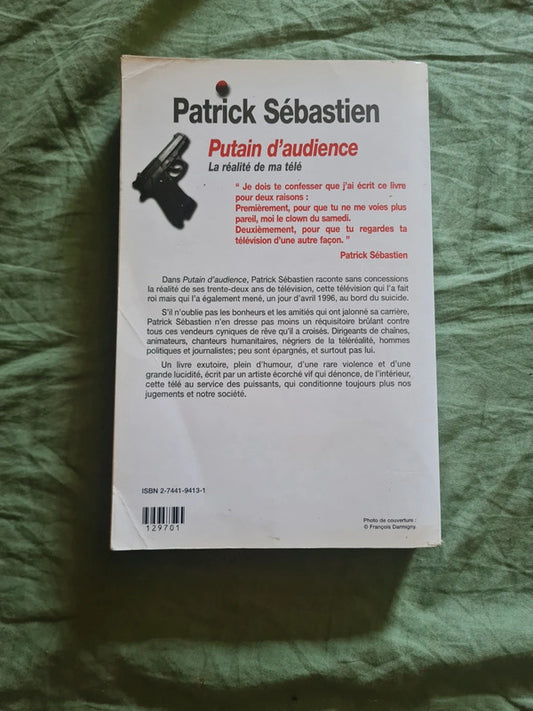 Patrick Sébastien
Putain d'audience
La réalité de ma télé
" Je dois te confesser que j'ai écrit ce livre
pour deux raisons :
Premièrement, pour que tu ne me voies plus
pareil, moi le clown du samedi.
Deuxièmement, pour que tu regardes ta
télévision d'une autre façon. "
Patrick Sébastien
Dans Putain d'audience, Patrick Sébastien raconte sans concessions
la réalité de ses trente-deux ans de télévision, cette télévision qui l'a fait
roi mais qui l'a également mené, un jour d'avril 1996, au bord du suicide.
S'il n'oublie pas les bonheurs et les amitiés qui ont jalonné sa carrière,
Patrick Sébastien n'en dresse pas moins un réquisitoire brûlant contre
tous ces vendeurs cyniques de rêve qu'il a croisés. Dirigeants de chaînes,
animateurs, chanteurs humanitaires, négriers de la téléréalité, hommes
politiques et journalistes; peu sont épargnés, et surtout pas lui.
Un livre exutoire, plein d'humour, d'une rare violence et d'une
grande lucidité, écrit par un artiste écorché vif qui dénonce, de l'intérieur,
cette télé au service des puissants, qui conditionne toujours plus nos
jugements et notre société.
ISBN 2-7441-9413-1
129701
Photo de couverture :
© François Darmigny.